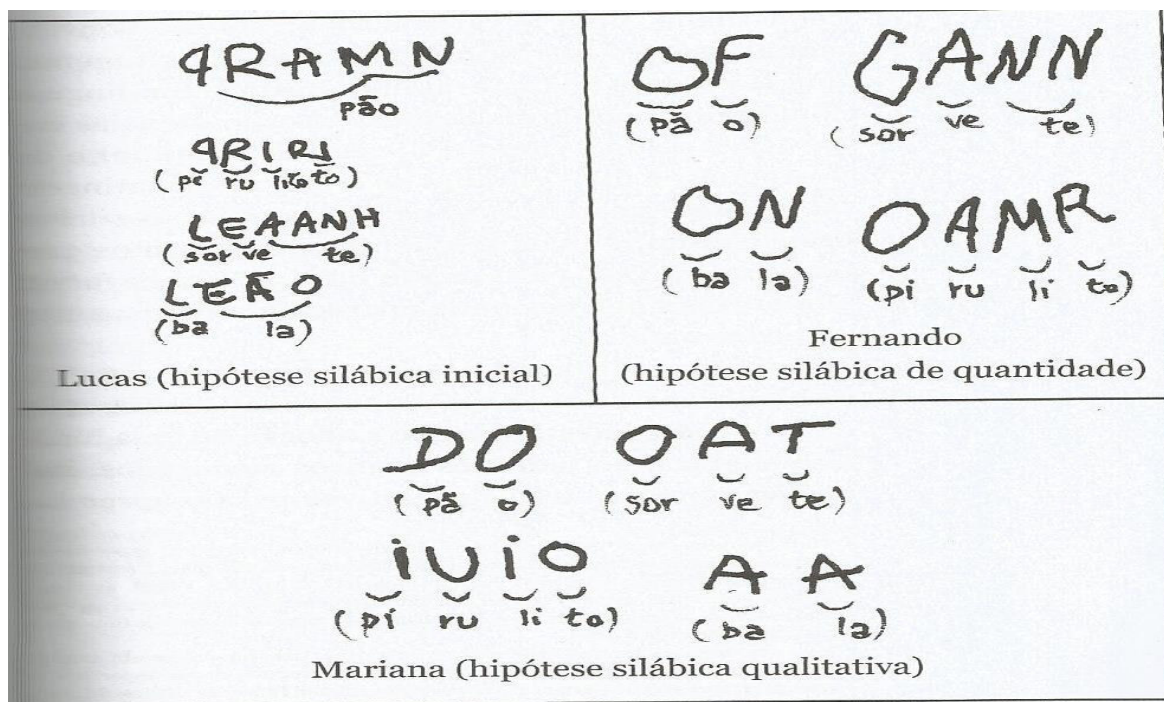 qRAMN
pão
qRIRI
(pi ru lito to)
LEAANH
(sor ve te)
LEÃO
(ba la)
Lucas (hipótese silábica inicial)
OF GANN
(pã o) (sor ve te)
ON OAMR
(ba la) (pi ru li to)
Fernando
(hipótese silábica de quantidade)
DO OAT
(pã o) (sor ve te)
iUiO AA
(pi ru li to) (ba la)
Mariana (hipótese silábica qualitativa)